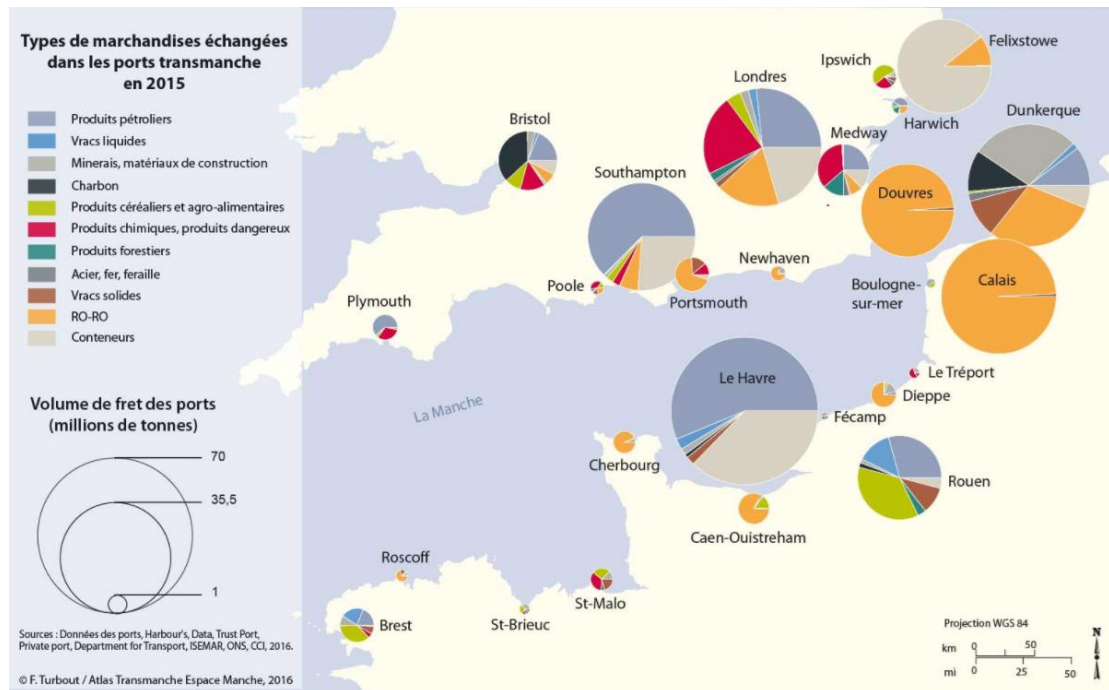 Types de marchandises échangées
dans les ports transmanche
en 2015
Produits pétroliers
Vracs liquides
Minerais, matériaux de construction
Charbon
Produits céréaliers et agro-alimentaires
Produits chimiques, produits dangereux
Produits forestiers
Acier, fer, feraille
Vracs solides
RO-RO
Conteneurs
Volume de fret des ports
(millions de tonnes)
70
35,5
1
Sources : Données des ports, Harbour's, Data, Trust Port,
Private port, Department for Transport, ISEMAR, ONS, CCI, 2016.
© F. Turbout / Atlas Transmanche Espace Manche, 2016
Felixstowe
Ipswich
Londres
Harwich
Dunkerque
Bristol
Medway
Southampton
Douvres
Newhaven
Poole
Portsmouth
Boulogne-
sur-mer
Calais
Plymouth
Le Havre
Le Tréport
Dieppe
La Manche
Fécamp
Cherbourg
Rouen
Caen-Ouistreham
Roscoff
St-Malo
St-Brieuc
Brest
Projection WGS 84
N
km 0 50
mi 0 25 50